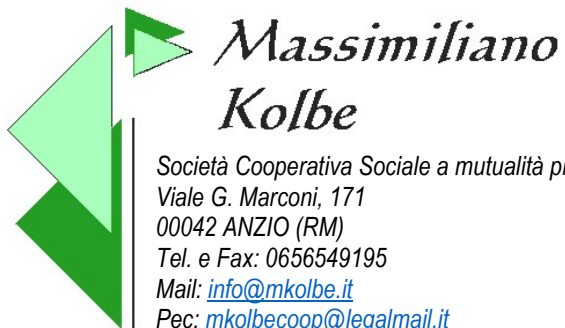 Massimiliano
Kolbe
Società Cooperativa Sociale a mutualità
Viale G. Marconi, 171
00042 ANZIO (RM)
Tel. e Fax: 0656549195
Mail: info@mkolbe.it
Pec: mkolbecoop@legalmail.it